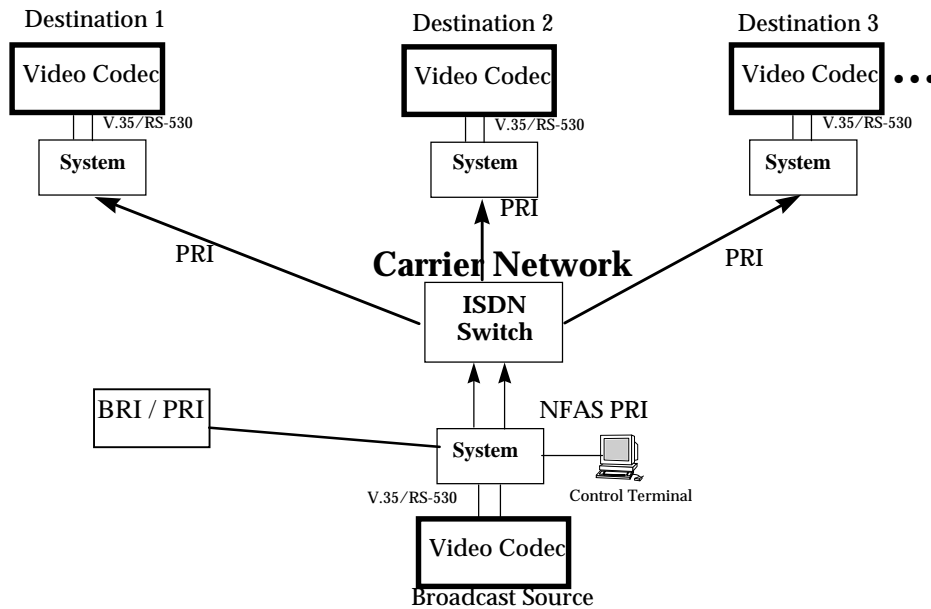 Destination 1
Destination 2
Destination 3
Video Codec
Video Codec
Video Codec
•••
V.35/RS-530
V.35/RS-530
V.35/RS-530
System
System
System
PRI
PRI
PRI
Carrier Network
ISDN
Switch
BRI / PRI
NFAS PRI
System
Control Terminal
V.35/RS-530
Video Codec
Broadcast Source